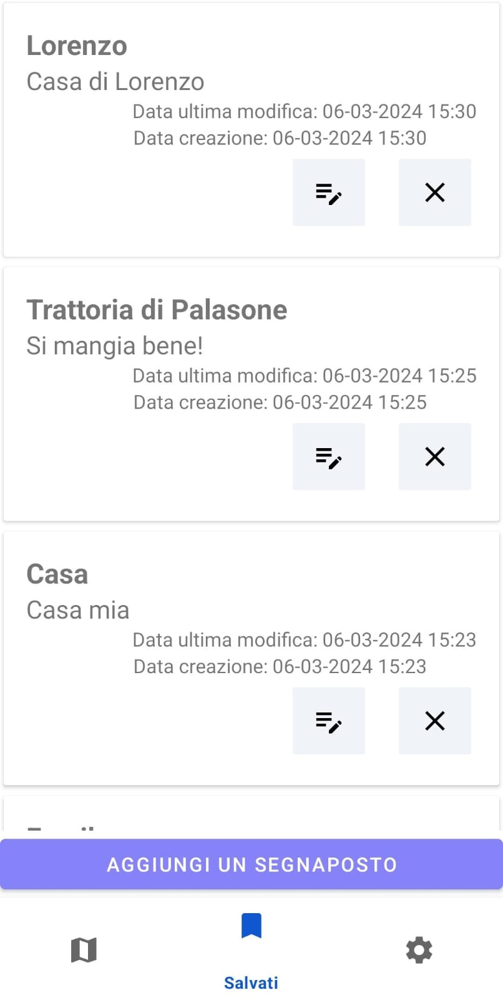 Lorenzo
Casa di Lorenzo
Data ultima modifica: 06-03-2024 15:30
Data creazione: 06-03-2024 15:30
Trattoria di Palasone
Si mangia bene!
Data ultima modifica: 06-03-2024 15:25
Data creazione: 06-03-2024 15:25
Casa
Casa mia
Data ultima modifica: 06-03-2024 15:23
Data creazione: 06-03-2024 15:23
AGGIUNGI UN SEGNAPOSTO
Salvati